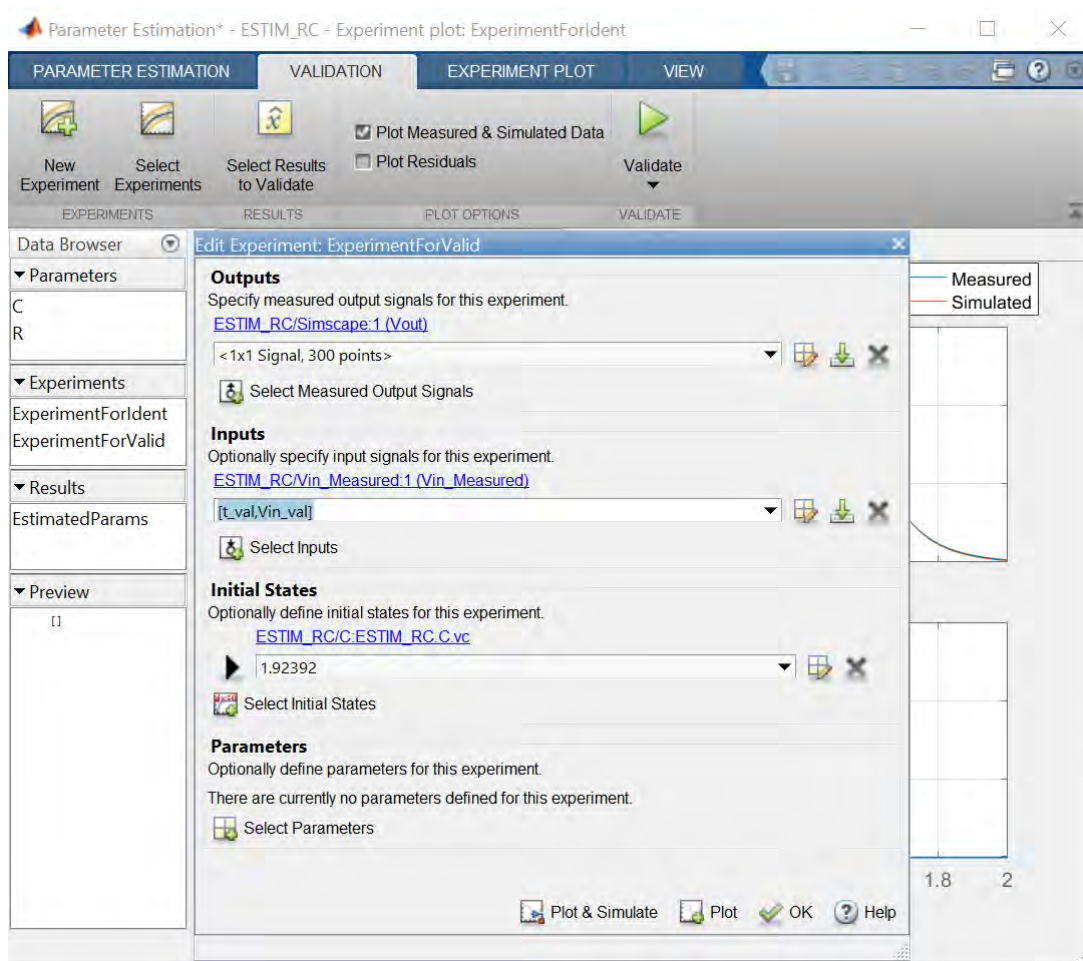 Parameter Estimation* - ESTIM_RC - Experiment plot: ExperimentForIdent
PARAMETER ESTIMATION VALIDATION EXPERIMENT PLOT VIEW
New Experiment
Select Experiments
Select Results to Validate
Plot Measured & Simulated Data
Plot Residuals
Validate
EXPERIMENTS RESULTS PLOT OPTIONS VALIDATE
Data Browser
Parameters
C
R
Experiments
ExperimentForIdent
ExperimentForValid
Results
EstimatedParams
Preview
[]
Edit Experiment: ExperimentForValid
Outputs
Specify measured output signals for this experiment.
ESTIM_RC/Simscape:1 (Vout)
<1x1 Signal, 300 points>
Select Measured Output Signals
Inputs
Optionally specify input signals for this experiment.
ESTIM_RC/Vin_Measured:1 (Vin_Measured)
[t_val,Vin_val]
Select Inputs
Initial States
Optionally define initial states for this experiment.
ESTIM_RC/C:ESTIM_RC.C.vc
1.92392
Select Initial States
Parameters
Optionally define parameters for this experiment.
There are currently no parameters defined for this experiment.
Select Parameters
Plot & Simulate Plot OK Help
Measured
Simulated
1.8 2